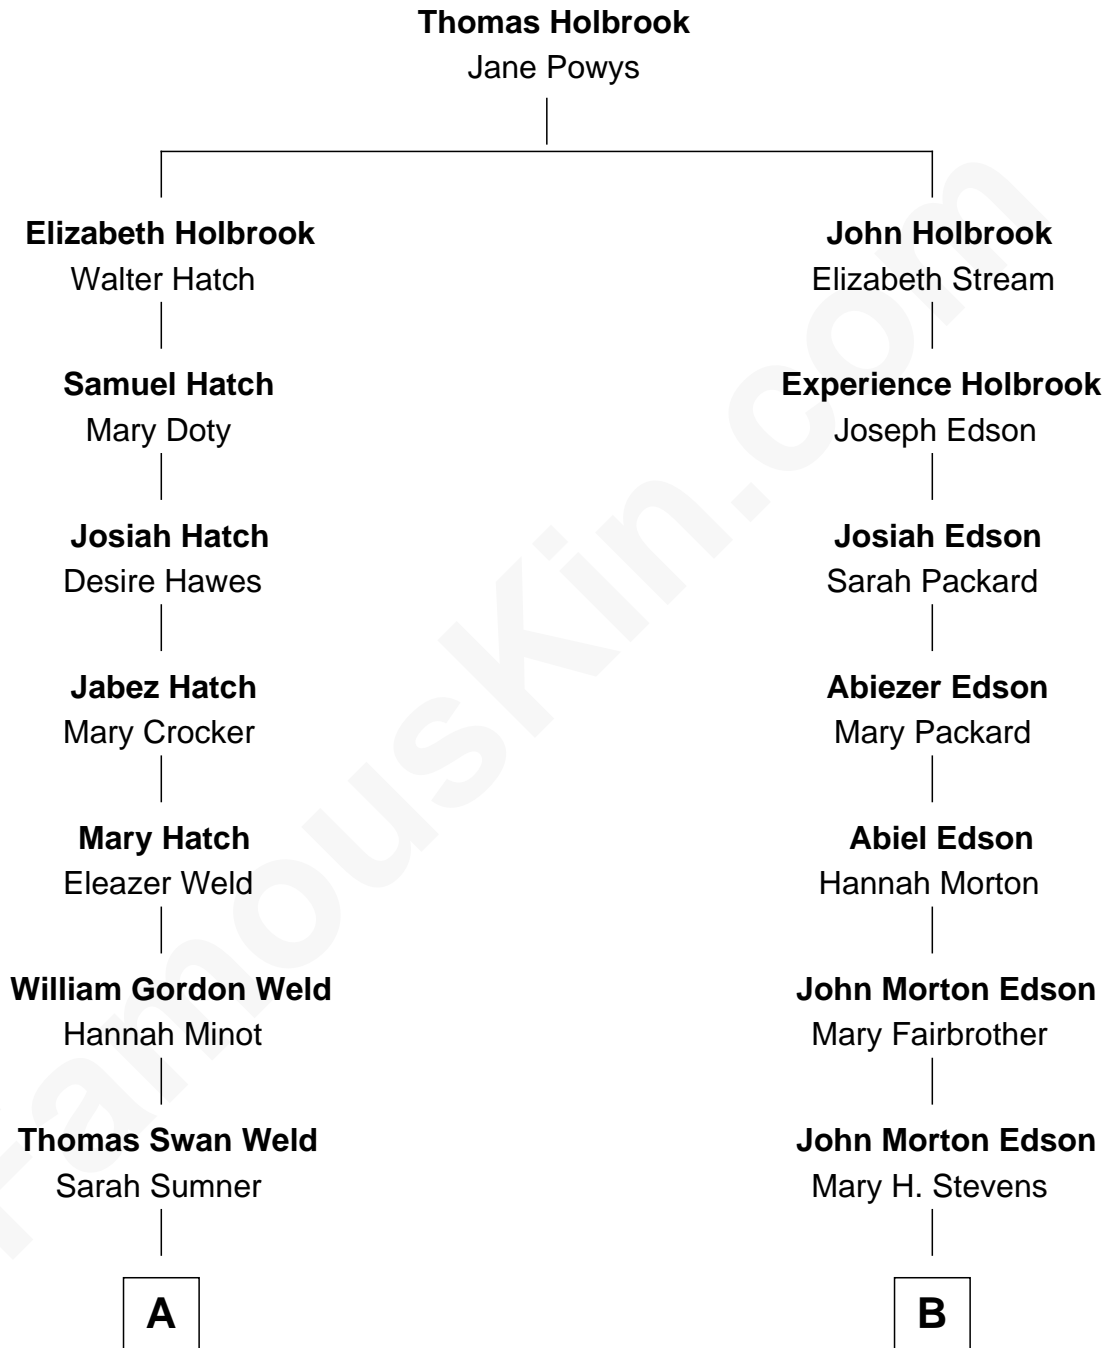 Thomas Holbrook
Jane Powys
Elizabeth Holbrook
Walter Hatch
John Holbrook
Elizabeth Stream
Samuel Hatch
Mary Doty
Experience Holbrook
Joseph Edson
Josiah Hatch
Desire Hawes
Josiah Edson
Sarah Packard
Jabez Hatch
Mary Crocker
Abiezer Edson
Mary Packard
Mary Hatch
Eleazer Weld
Abiel Edson
Hannah Morton
William Gordon Weld
Hannah Minot
John Morton Edson
Mary Fairbrother
Thomas Swan Weld
Sarah Sumner
John Morton Edson
Mary H. Stevens
A
B
FamousKin.com